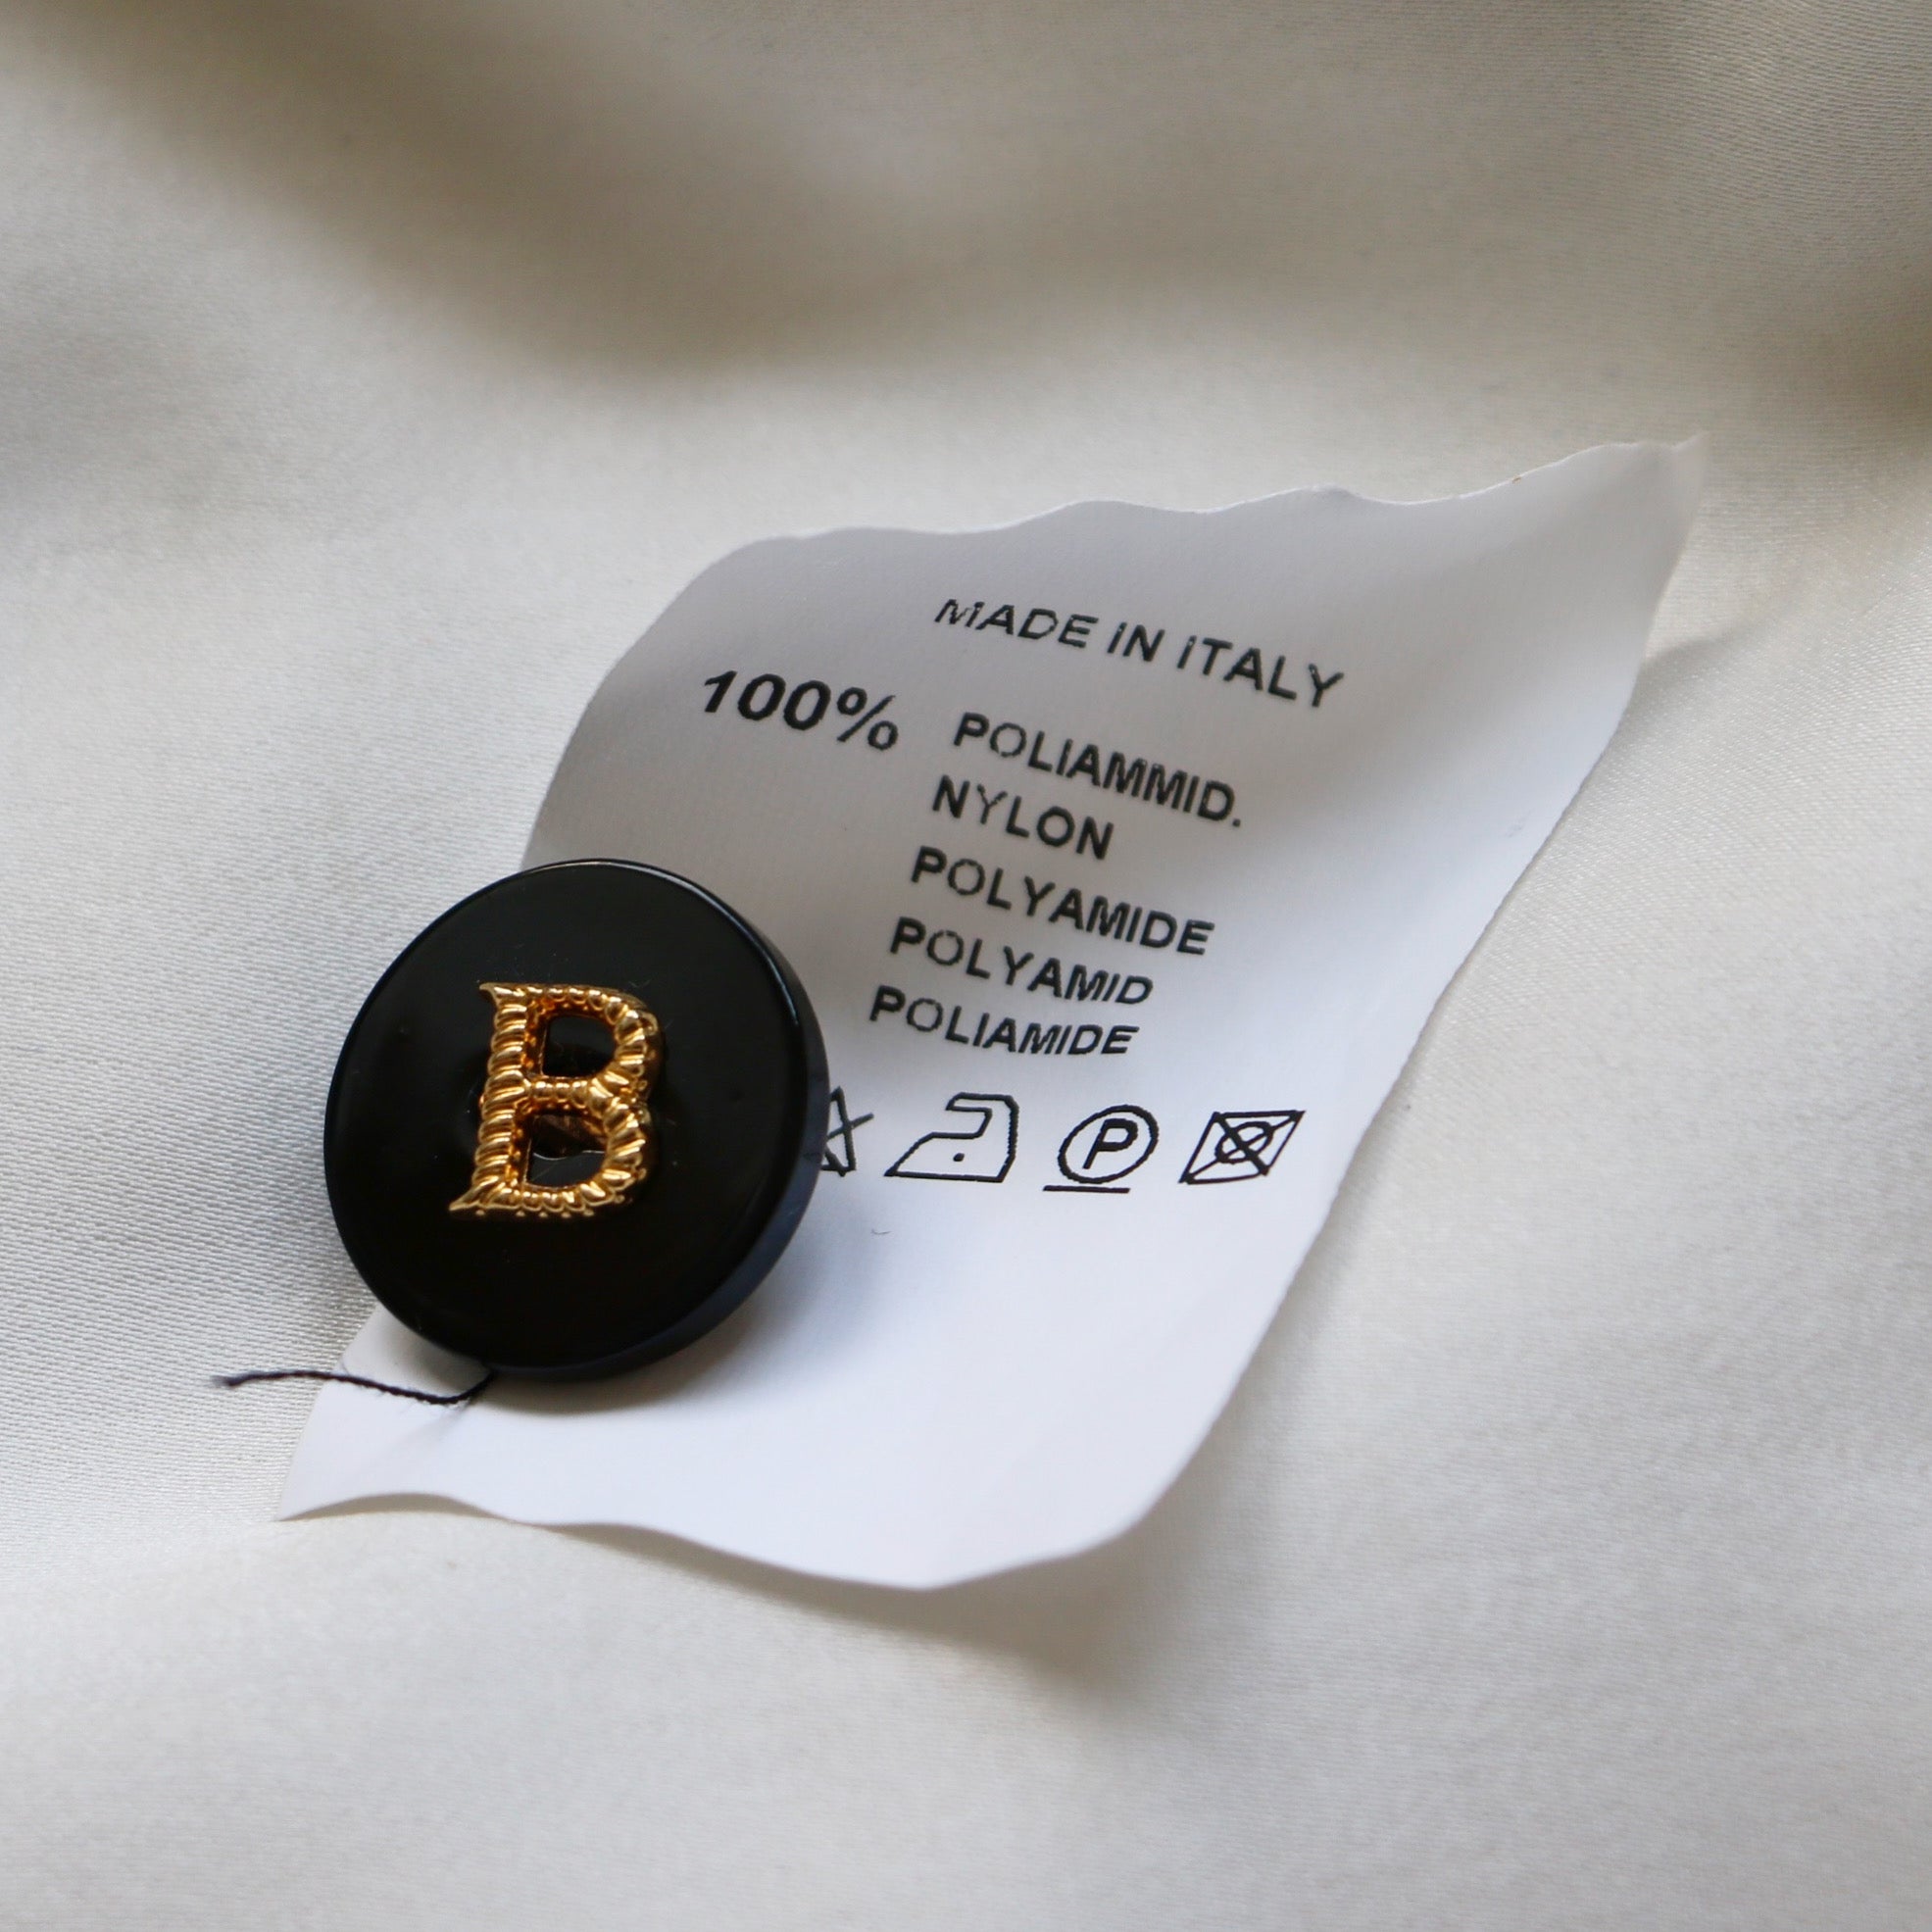 MADE IN ITALY
100% POLIAMMID.
NYLON
POLYAMIDE
POLYAMID
POLIAMIDE
P
B